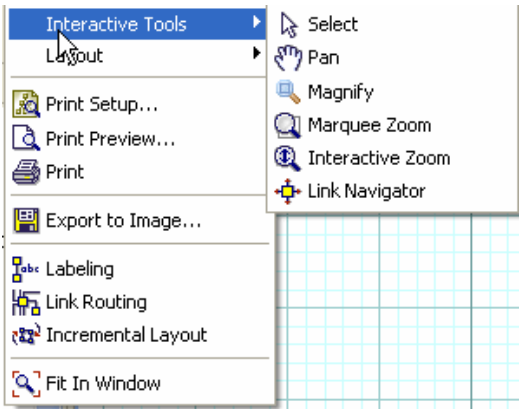 Interactive Tools
Layout
Print Setup...
Print Preview...
Print
Export to Image...
abc Labeling
Link Routing
Incremental Layout
Fit In Window
Select
Pan
Magnify
Marquee Zoom
Interactive Zoom
Link Navigator